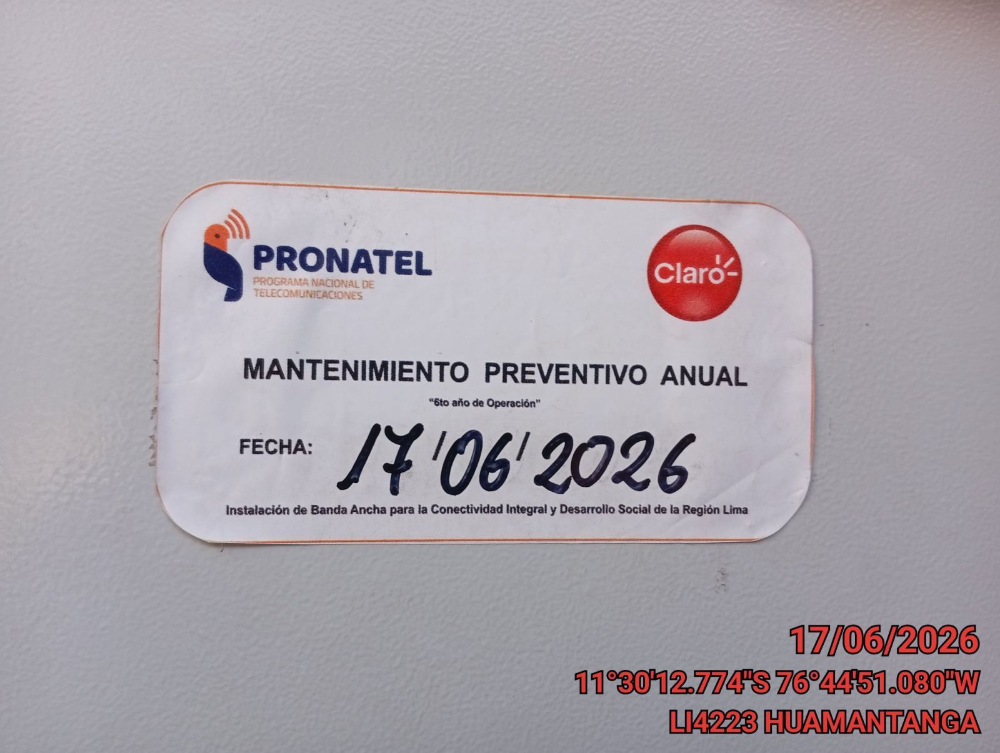 PRONATEL
PROGRAMA NACIONAL DE
TELECOMUNICACIONES
Claro
MANTENIMIENTO PREVENTIVO ANUAL
"6to año de Operación"
FECHA: 17/06/2026
Instalación de Banda Ancha para la Conectividad Integral y Desarrollo Social de la Región Lima
17/06/2026
11°30'12.774"S 76°44'51.080"W
LI4223 HUAMANTANGA